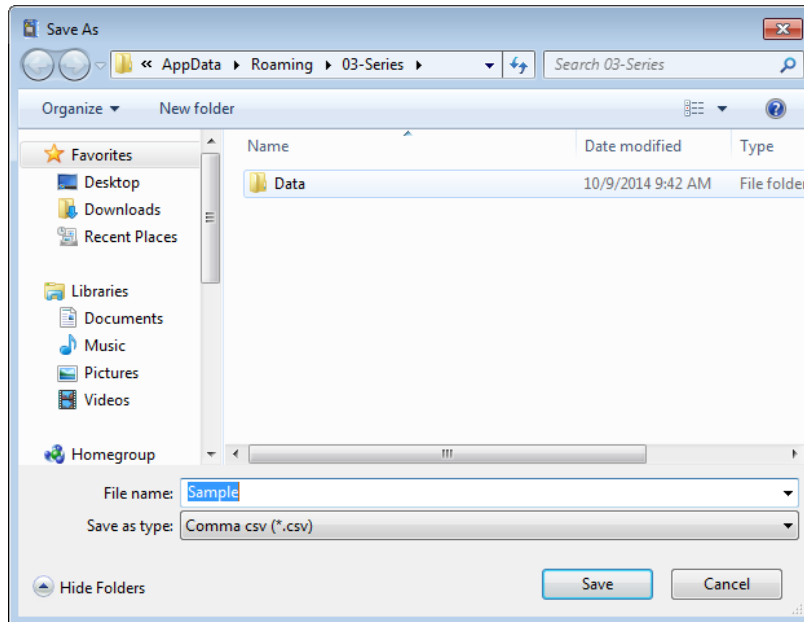 Save As
« AppData ▸ Roaming ▸ 03-Series ▸
Search 03-Series
Organize
New folder
Favorites
Desktop
Downloads
Recent Places
Libraries
Documents
Music
Pictures
Videos
Homegroup
Name Date modified Type
Data 10/9/2014 9:42 AM File folder
File name: Sample
Save as type: Comma csv (*.csv)
Hide Folders
Save
Cancel